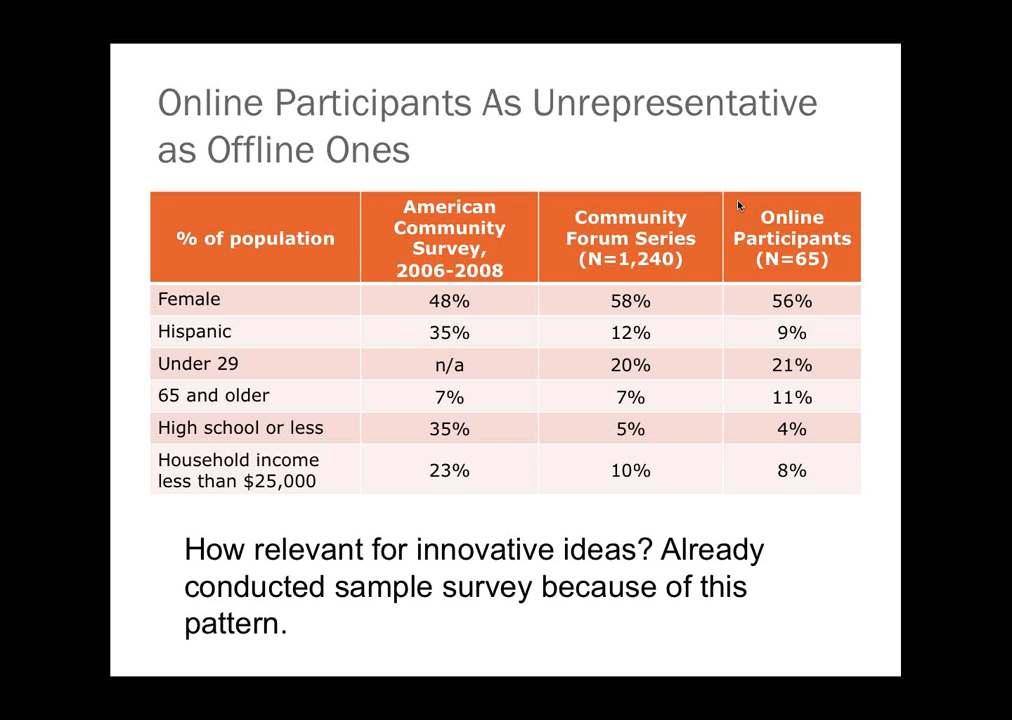 Online Participants As Unrepresentative
as Offline Ones
% of population
American
Community
Survey,
2006-2008
Community
Forum Series
(N=1,240)
Online
Participants
(N=65)
Female 48% 58% 56%
Hispanic 35% 12% 9%
Under 29 n/a 20% 21%
65 and older 7% 7% 11%
High school or less 35% 5% 4%
Household income
less than $25,000 23% 10% 8%
How relevant for innovative ideas? Already
conducted sample survey because of this
pattern.